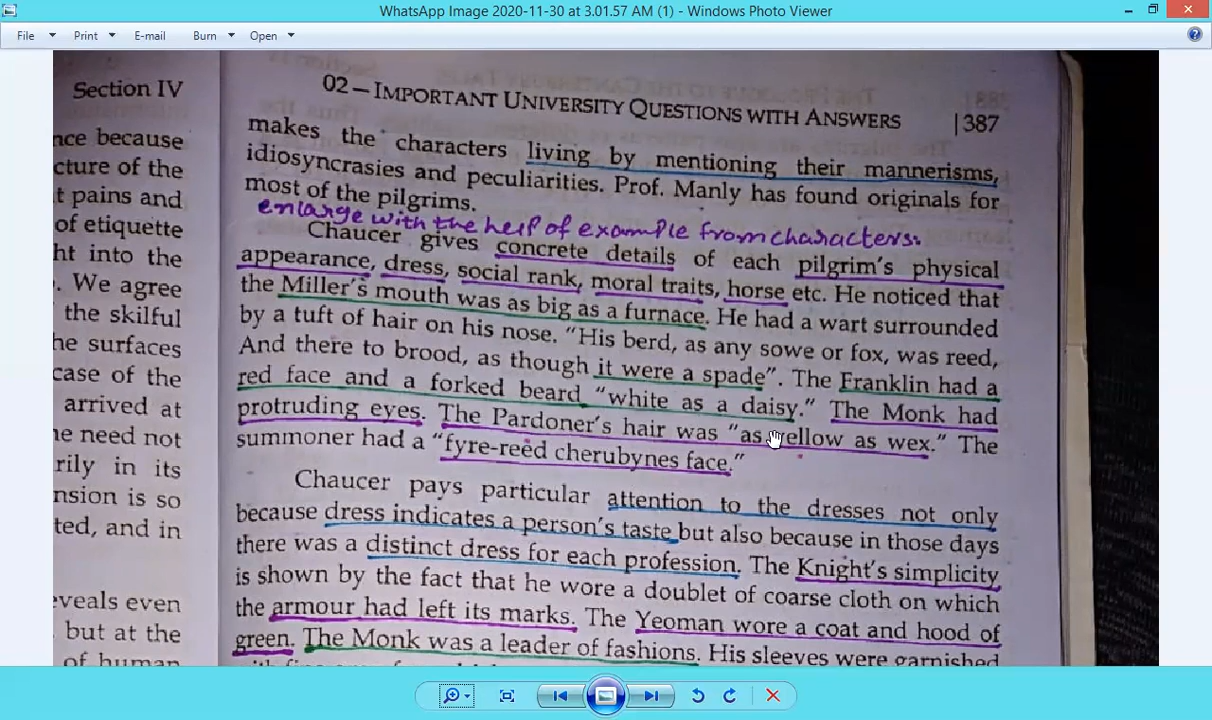 WhatsApp Image 2020-11-30 at 3.01.57 AM (1) - Windows Photo Viewer
File Print E-mail Burn Open
Section IV
nce because
cture of the
t pains and
of etiquette
ht into the
. We agree
the skilful
he surfaces
case of the
arrived at
ne need not
rily in its
nsion is so
ted, and in
eveals even
but at the
of human
02 – IMPORTANT UNIVERSITY QUESTIONS WITH ANSWERS |387
makes the characters living by mentioning their mannerisms,
idiosyncrasies and peculiarities. Prof. Manly has found originals for
most of the pilgrims.
enlarge with the help of example from characters.
Chaucer gives concrete details of each pilgrim's physical
appearance, dress, social rank, moral traits, horse etc. He noticed that
the Miller's mouth was as big as a furnace. He had a wart surrounded
by a tuft of hair on his nose. "His berd, as any sowe or fox, was reed,
And there to brood, as though it were a spade". The Franklin had a
red face and a forked beard "white as a daisy." The Monk had
protruding eyes. The Pardoner's hair was "as yellow as wex." The
summoner had a "fyre-reed cherubynes face."
Chaucer pays particular attention to the dresses not only
because dress indicates a person's taste but also because in those days
there was a distinct dress for each profession. The Knight's simplicity
is shown by the fact that he wore a doublet of coarse cloth on which
the armour had left its marks. The Yeoman wore a coat and hood of
green. The Monk was a leader of fashions. His sleeves were garnished